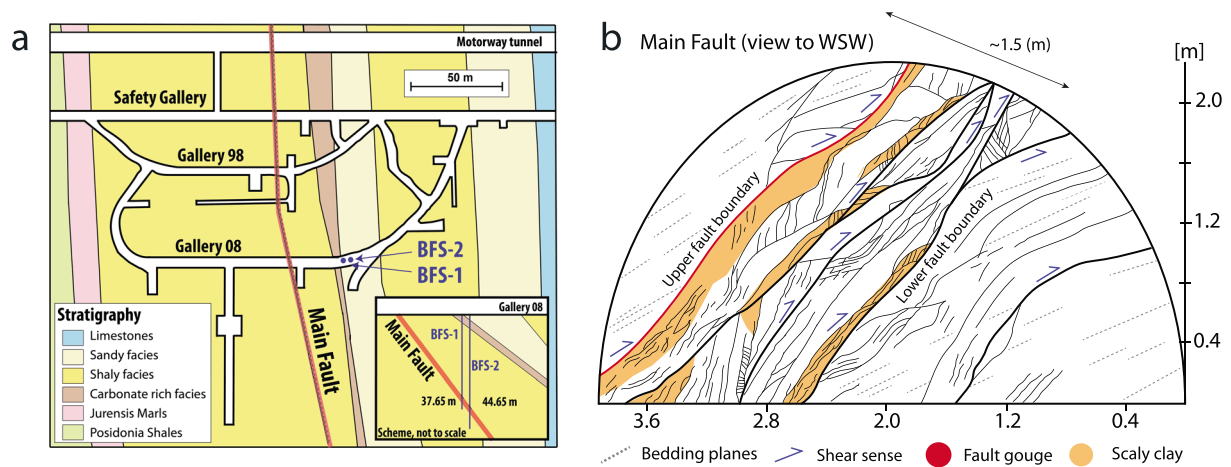 a
Motorway tunnel
50 m
Safety Gallery
Gallery 98
Gallery 08
BFS-2
BFS-1
Main Fault
Stratigraphy
Limestones
Sandy facies
Shaly facies
Carbonate rich facies
Jurensis Marls
Posidonia Shales
Gallery 08
Main Fault
BFS-1
BFS-2
37.65 m
44.65 m
Scheme, not to scale
b
Main Fault (view to WSW)
~1.5 (m)
[m]
2.0
1.2
0.4
Upper fault boundary
Lower fault boundary
3.6
2.8
2.0
1.2
0.4
Bedding planes
Shear sense
Fault gouge
Scaly clay